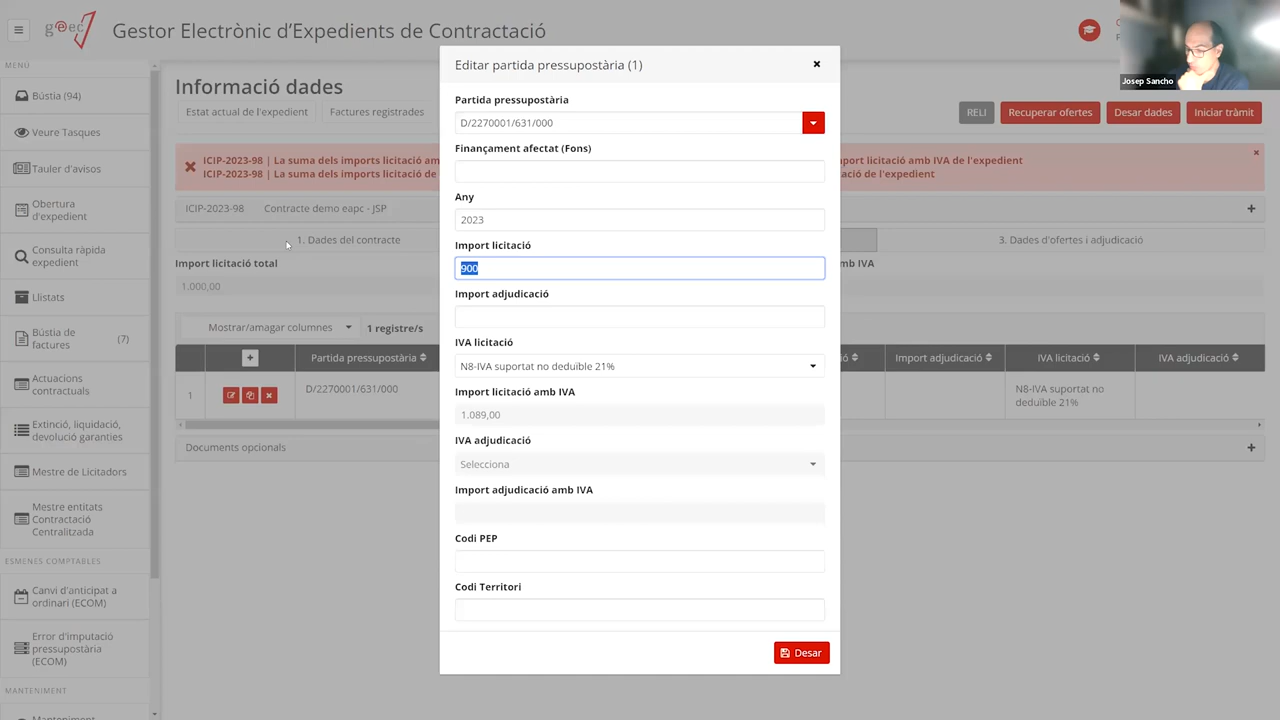 geec
Gestor Electrònic d'Expedients de Contractació
Josep Sancho
MENÚ
Bústia (94)
Veure Tasques
Tauler d'avisos
Obertura
d'expedient
Consulta ràpida
expedient
Llistats
Bústia de
factures
(7)
Actuacions
contractuals
Extinció, liquidació,
devolució garanties
Mestre de Licitadors
Mestre entitats
Contractació
Centralitzada
ESMENES COMPTABLES
Canvi d'anticipat a
ordinari (ECOM)
Error d'imputació
pressupostària
(ECOM)
MANTENIMENT
Manteniment
Informació dades
Estat actual de l'expedient
Factures registrades
RELI
Recuperar ofertes
Desar dades
Iniciar tràmit
ICIP-2023-98 | La suma dels imports licitació am
port licitació amb IVA de l'expedient
ICIP-2023-98 | La suma dels imports licitació de
itació de l'expedient
ICIP-2023-98 Contracte demo eapc - JSP
1. Dades del contracte
3. Dades d'ofertes i adjudicació
Import licitació total
mb IVA
1.000,00
Mostrar/amagar columnes
1 registre/s
Partida pressupostària
ó
Import adjudicació
IVA licitació
IVA adjudicació
1
D/2270001/631/000
N8-IVA suportat no
deduïble 21%
Documents opcionals
Editar partida pressupostària (1)
Partida pressupostària
D/2270001/631/000
Finançament afectat (Fons)
Any
2023
Import licitació
900
Import adjudicació
IVA licitació
N8-IVA suportat no deduïble 21%
Import licitació amb IVA
1.089,00
IVA adjudicació
Selecciona
Import adjudicació amb IVA
Codi PEP
Codi Territori
Desar